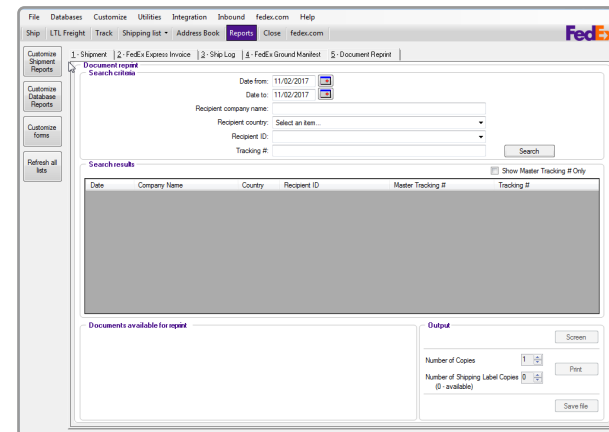 File Databases Customize Utilities Integration Inbound fedex.com Help
Ship LTL Freight Track Shipping list Address Book Reports Close fedex.com
FedEx
Customize Shipment Reports
Customize Database Reports
Customize forms
Refresh all lists
1 - Shipment 2 - FedEx Express Invoice 3 - Ship Log 4 - FedEx Ground Manifest 5 - Document Reprint
Document reprint
Search criteria
Date from: 11/02/2017
Date to: 11/02/2017
Recipient company name:
Recipient country: Select an item...
Recipient ID:
Tracking #:
Search
Search results
Show Master Tracking # Only
Date Company Name Country Recipient ID Master Tracking # Tracking #
Documents available for reprint
Output
Screen
Number of Copies 1
Print
Number of Shipping Label Copies 0
(0 - available)
Save file